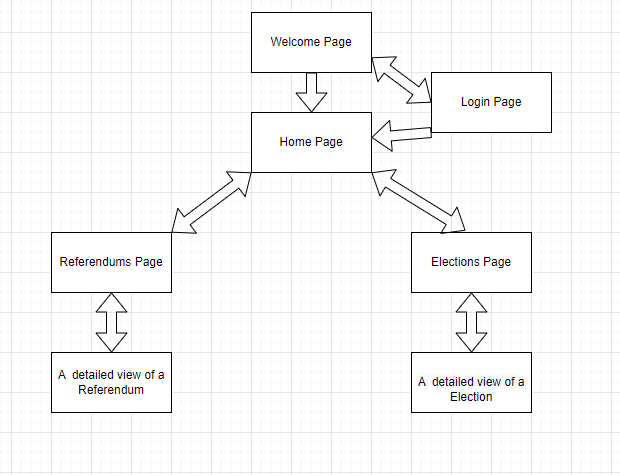 Welcome Page
Login Page
Home Page
Referendums Page
Elections Page
A  detailed view of a
Referendum
A  detailed view of a
Election